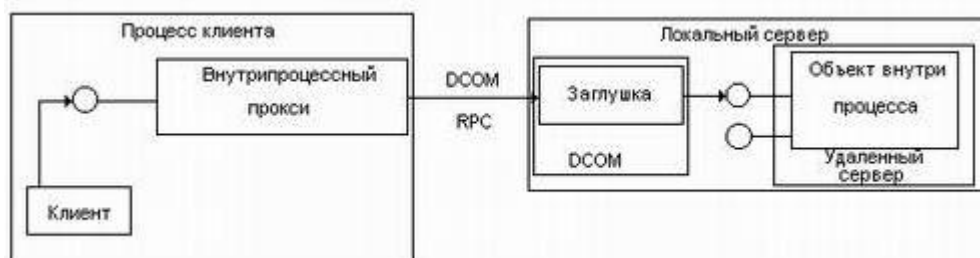 Процесс клиента
Внутрипроцессный
прокси
Клиент
DCOM
RPC
Локальный сервер
Заглушка
DCOM
Объект внутри
процесса
Удаленный
сервер